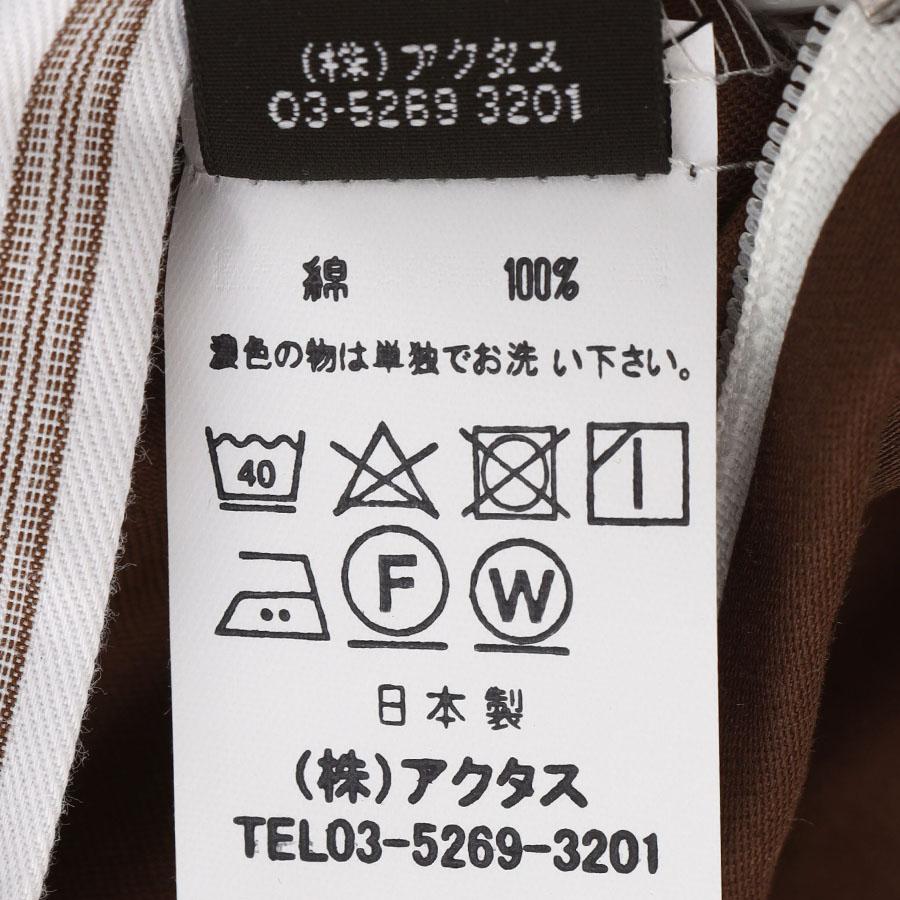 (株)アクタス
03-5269 3201
綿 100%
濃色の物は単独でお洗い下さい。
40
F W
日本製
(株)アクタス
TEL03-5269-3201